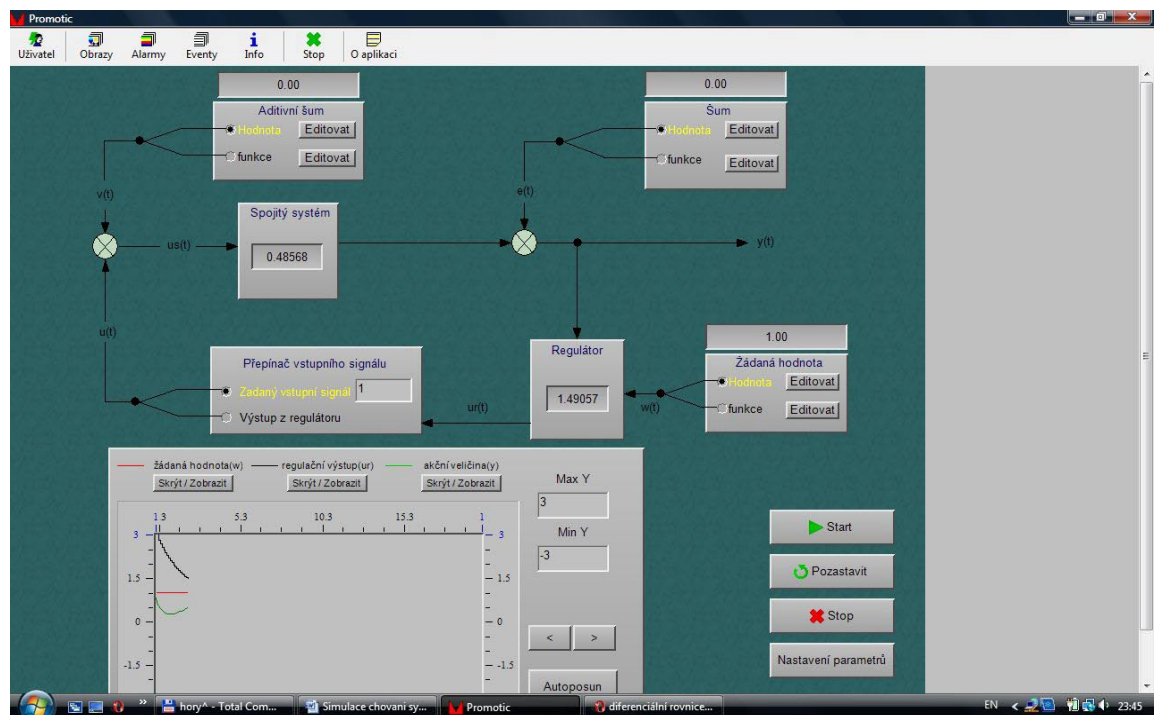 Promotic
Uživatel Obrazy Alarmy Eventy Info Stop O aplikaci
0.00 0.00
Aditivní šum Šum
Hodnota Editovat Hodnota Editovat
funkce Editovat funkce Editovat
v(t) e(t)
Spojitý systém
us(t) 0.48568 y(t)
u(t) 1.00
Přepínač vstupního signálu Regulátor Žádaná hodnota
Zadaný vstupní signál 1 1.49057 Hodnota Editovat
Výstup z regulátoru ur(t) w(t) funkce Editovat
žádaná hodnota(w) regulační výstup(ur) akční veličina(y)
Skrýt / Zobrazit Skrýt / Zobrazit Skrýt / Zobrazit
Max Y
3
Min Y
-3
1 3 5.3 10.3 15.3 1
3 3
1.5 1.5
0 0
-1.5 -1.5
< >
Autoposun
Start
Pozastavit
Stop
Nastavení parametrů
» hory^ - Total Com... Simulace chovani sy... Promotic diferenciální rovnice... EN < 23:45